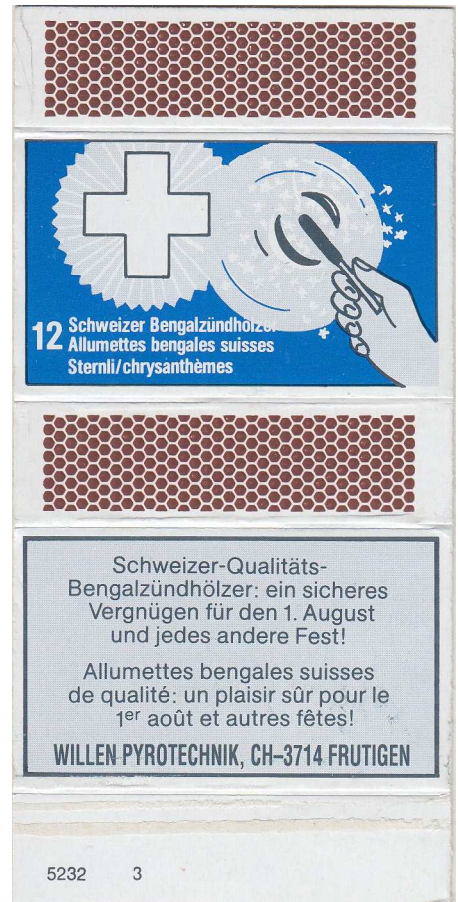 12 Schweizer Bengalzündhölzer
Allumettes bengales suisses
Sternli/chrysanthèmes
Schweizer-Qualitäts-
Bengalzündhölzer: ein sicheres
Vergnügen für den 1. August
und jedes andere Fest!
Allumettes bengales suisses
de qualité: un plaisir sûr pour le
1er août et autres fêtes!
WILLEN PYROTECHNIK, CH–3714 FRUTIGEN
5232 3